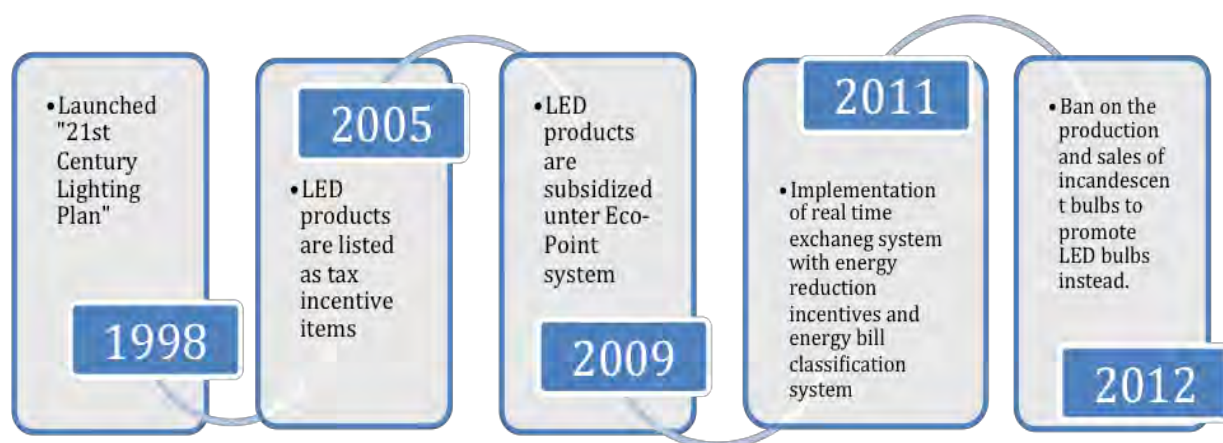 •Launched
"21st
Century
Lighting
Plan"
1998
2005
•LED
products
are listed
as tax
incentive
items
•LED
products
are
subsidized
unter Eco-
Point
system
2009
2011
•Implementation
of real time
exchaneg system
with energy
reduction
incentives and
energy bill
classification
system
•Ban on the
production
and sales of
incandescen
t bulbs to
promote
LED bulbs
instead.
2012